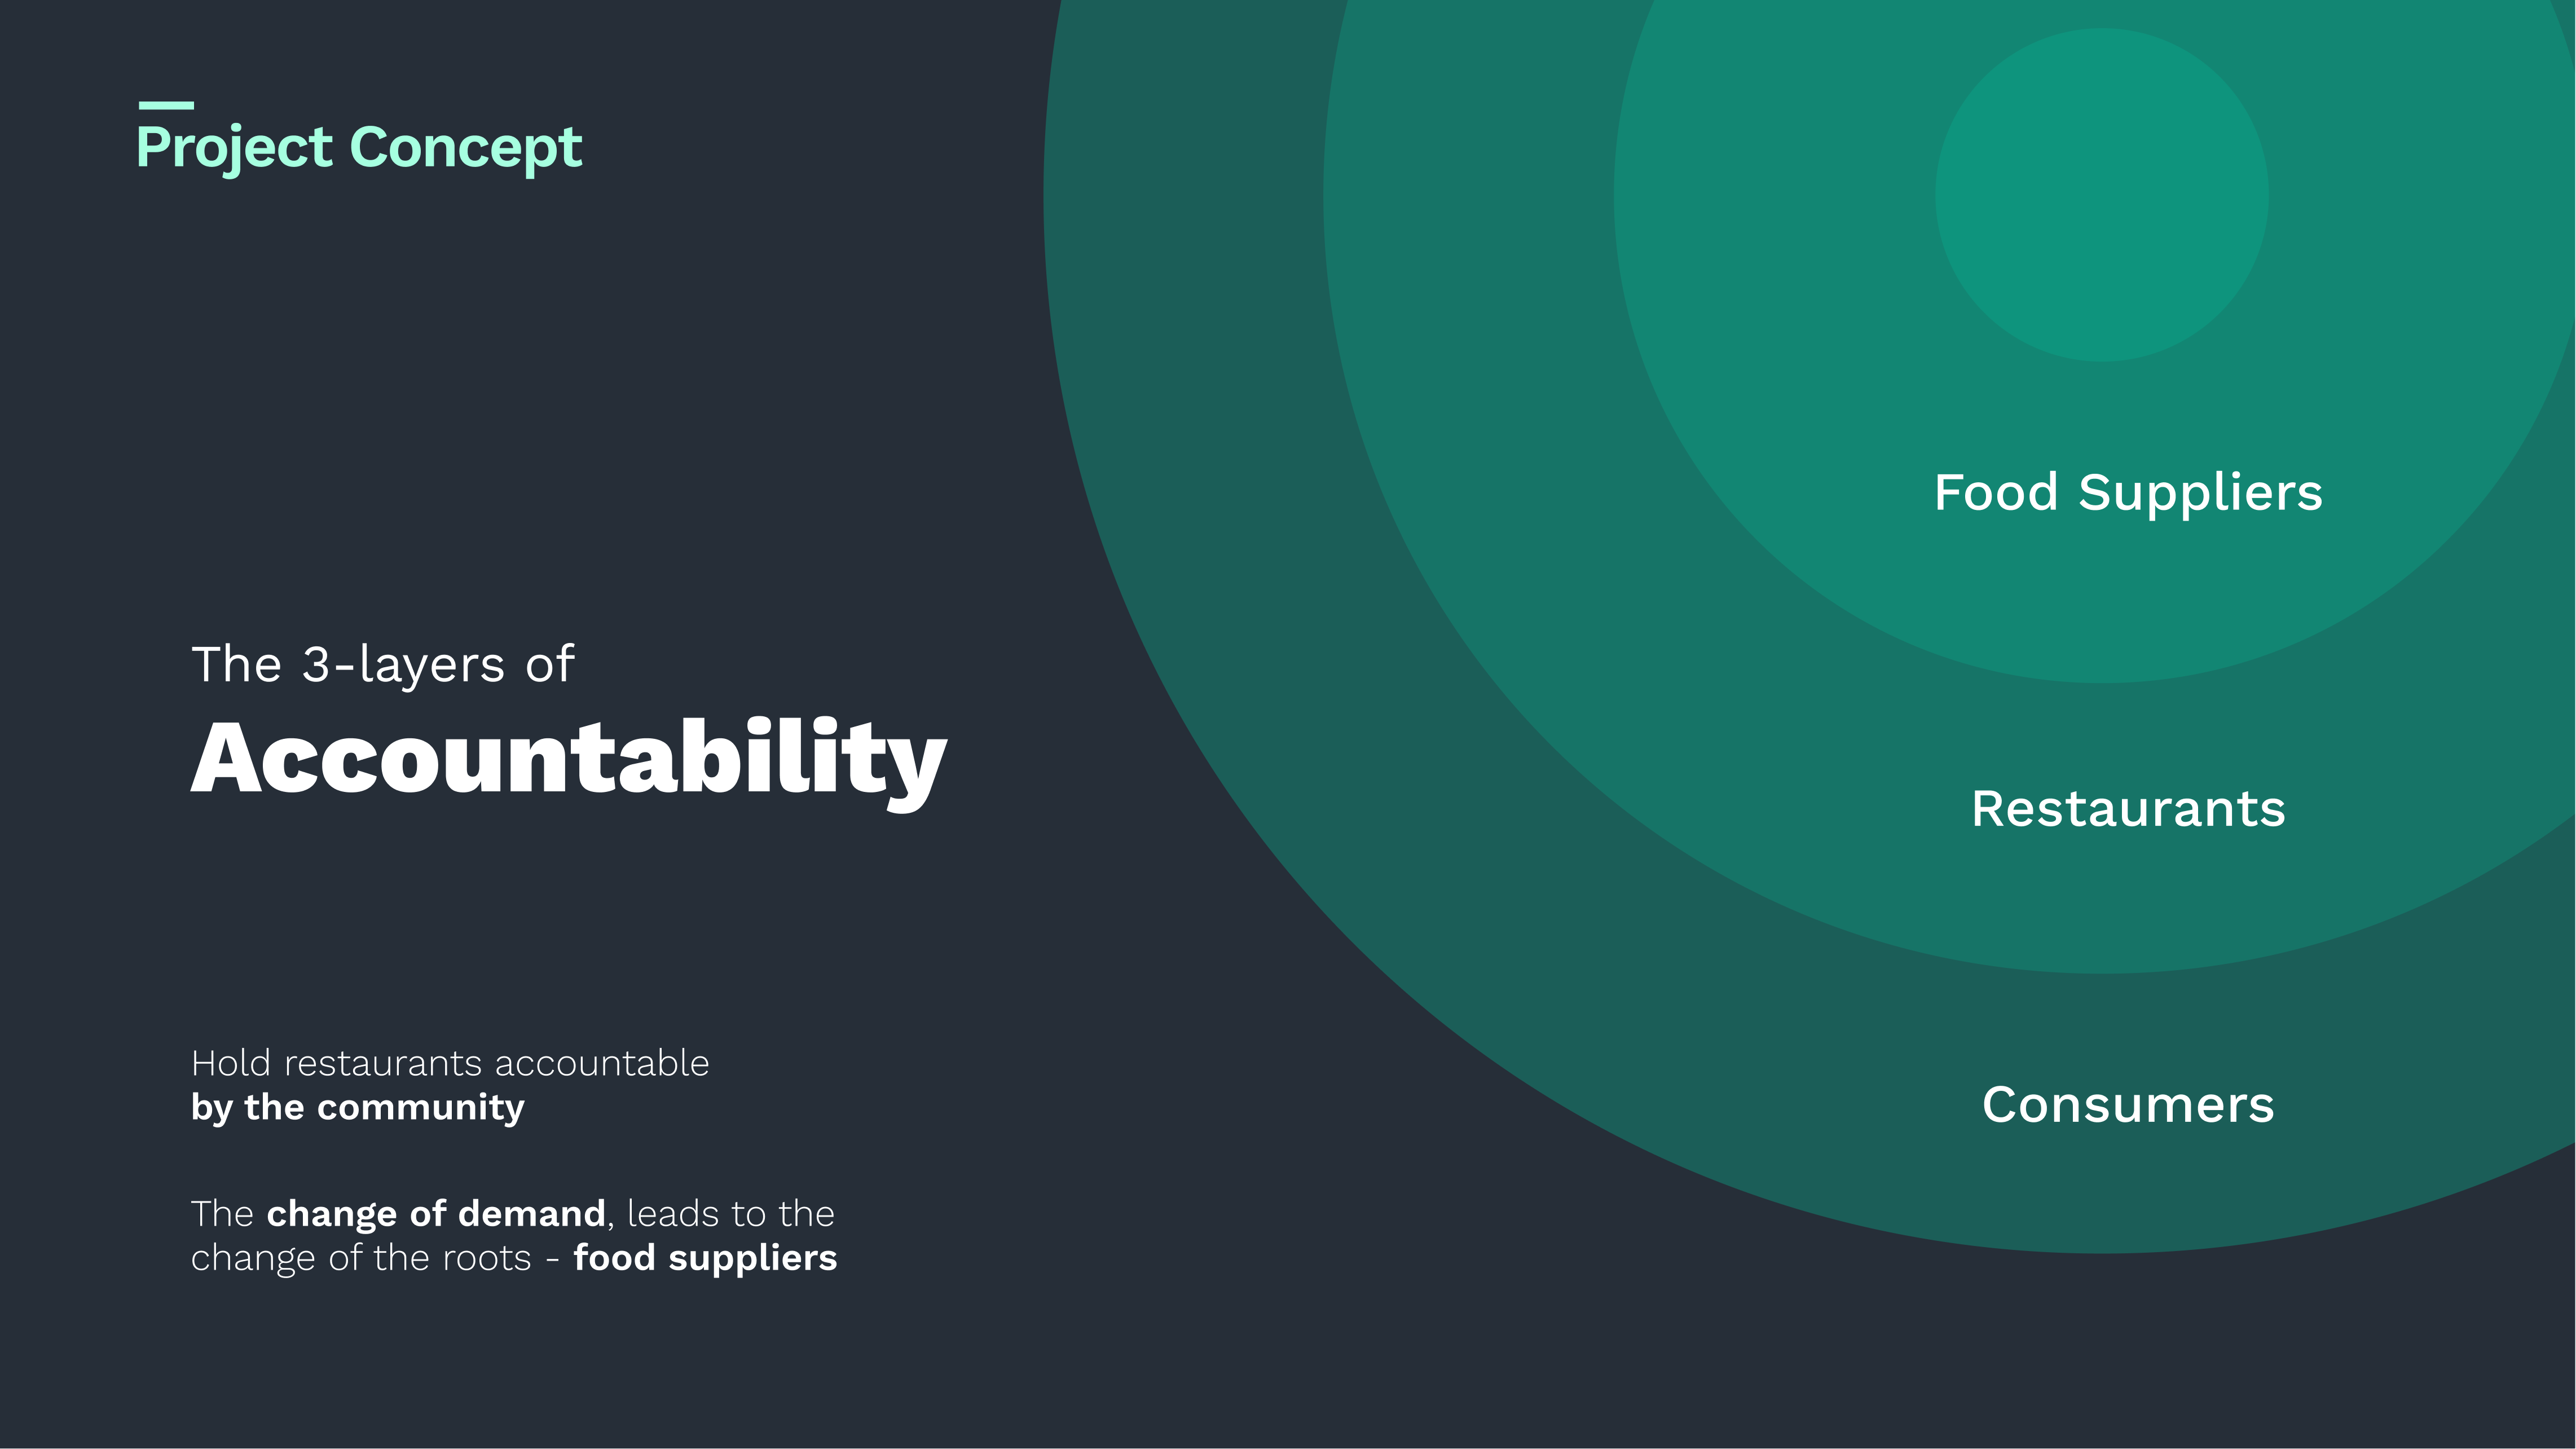 Project Concept
The 3-layers of
Accountability
Hold restaurants accountable
by the community
The change of demand, leads to the
change of the roots - food suppliers
Food Suppliers
Restaurants
Consumers